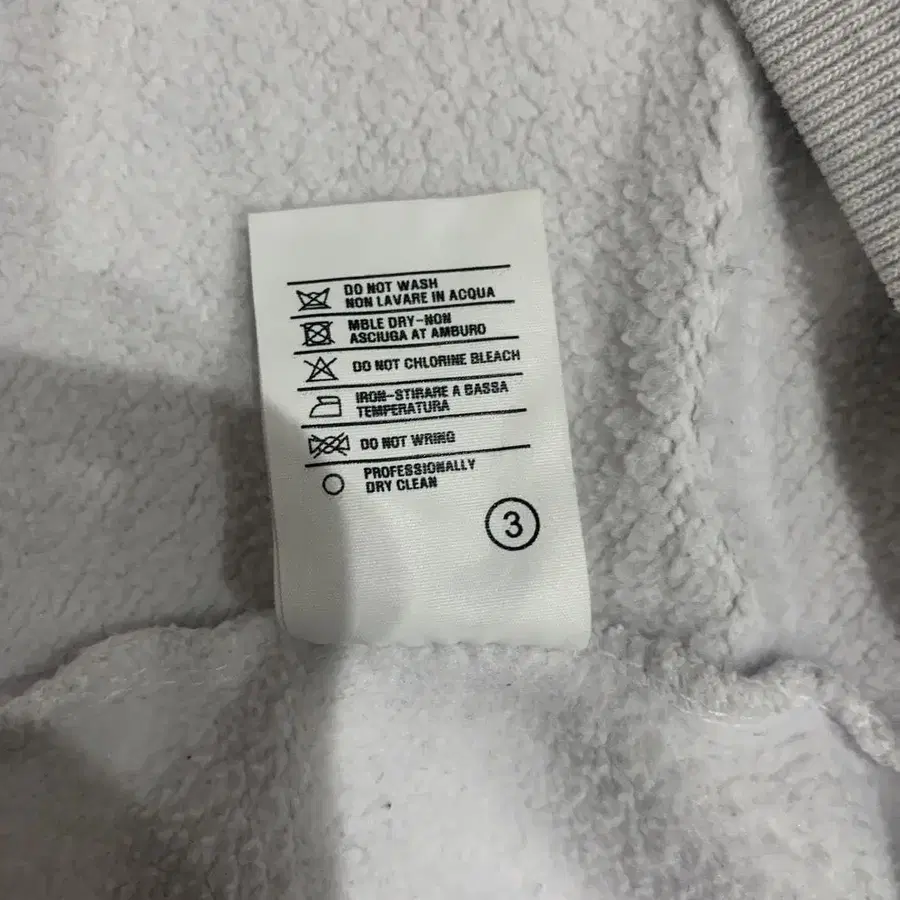 DO NOT WASH
NON LAVARE IN ACQUA
MBLE DRY-NON
ASCIUGA AT AMBURO
DO NOT CHLORINE BLEACH
IRON-STIRARE A BASSA
TEMPERATURA
DO NOT WRING
PROFESSIONALLY
DRY CLEAN
3